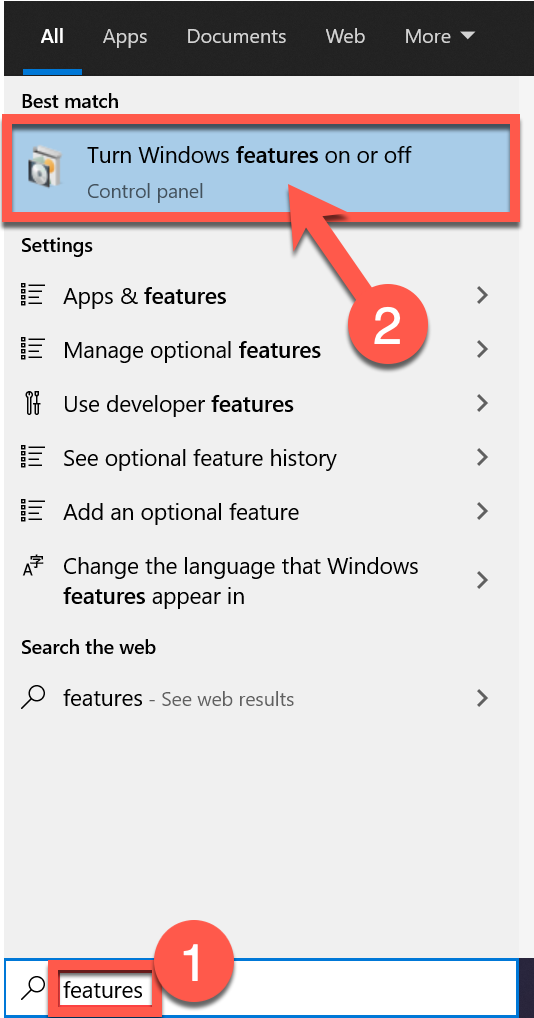 All Apps Documents Web More
Best match
Turn Windows features on or off
Control panel
Settings
Apps & features
2
Manage optional features
Use developer features
See optional feature history
Add an optional feature
字A
Change the language that Windows
features appear in
Search the web
features - See web results
1
features